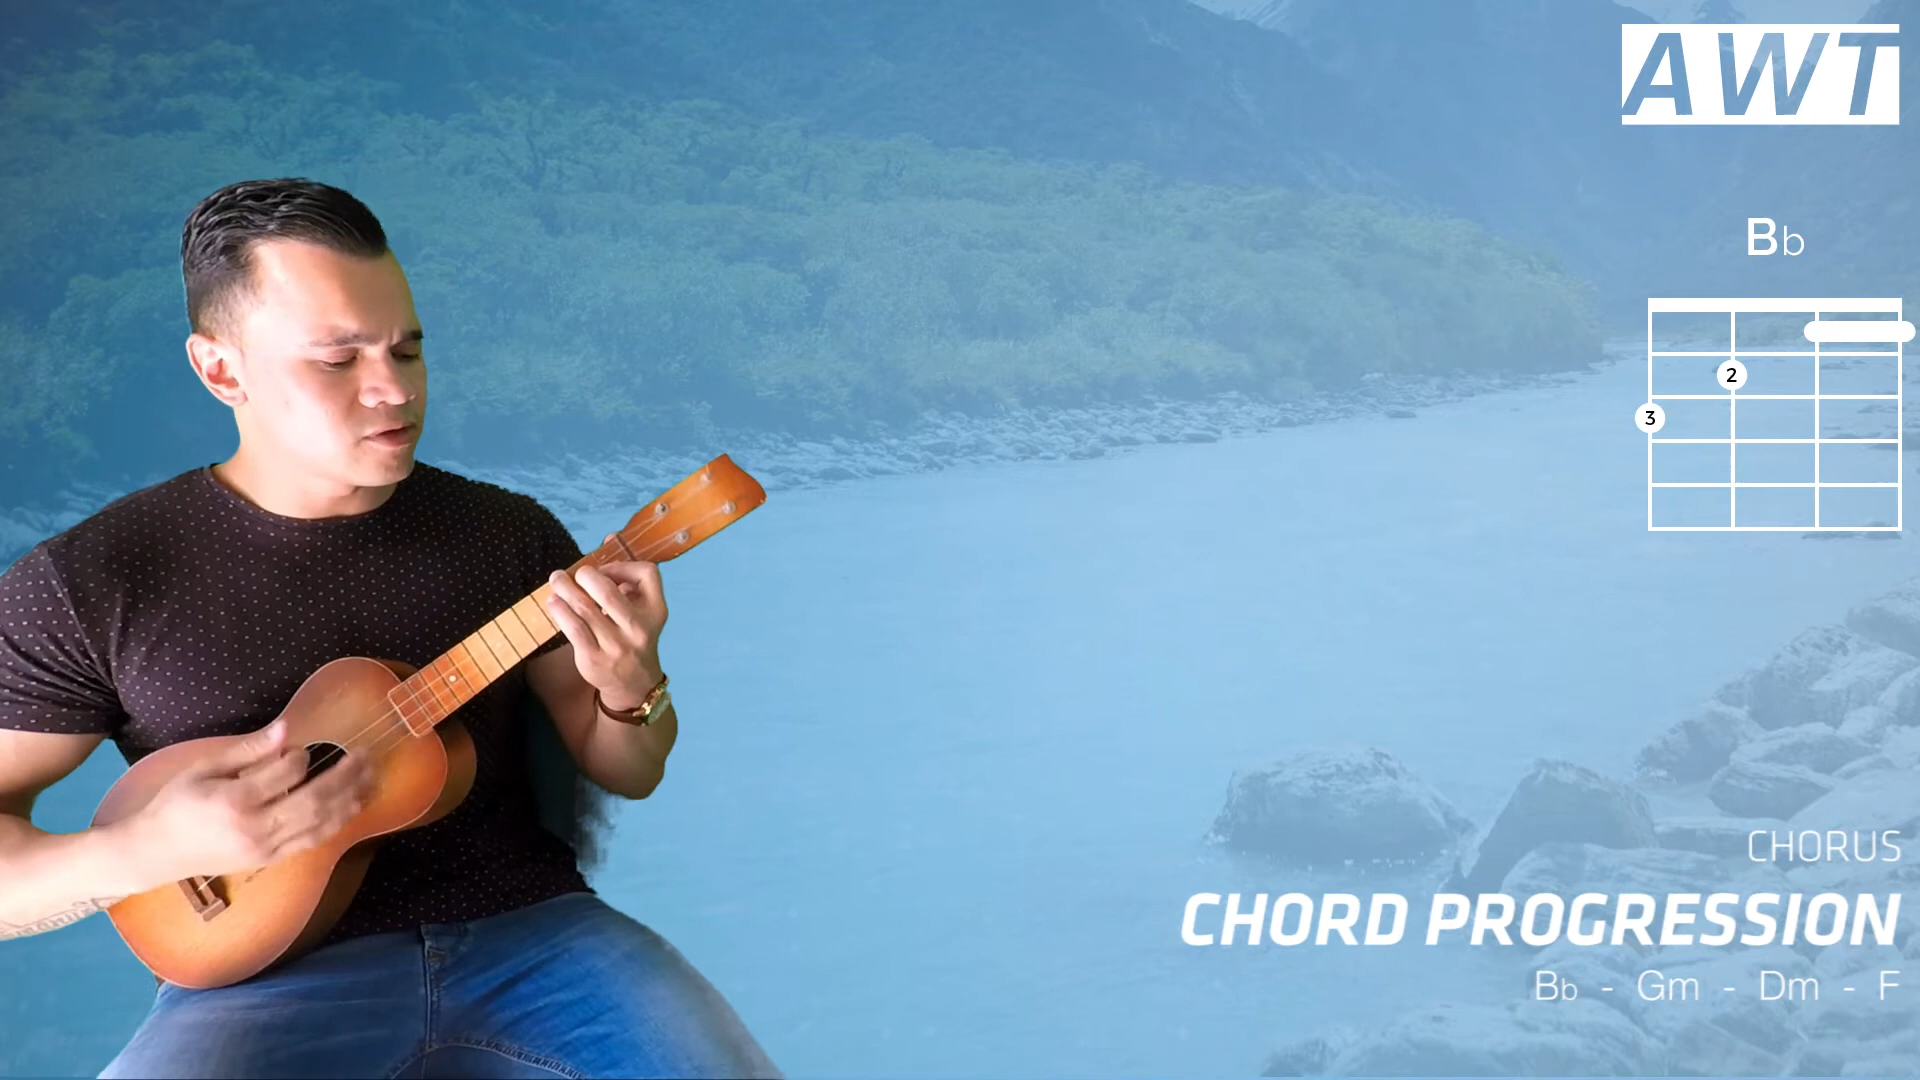 AWT
Bb
2
3
CHORUS
CHORD PROGRESSION
Bb - Gm - Dm - F